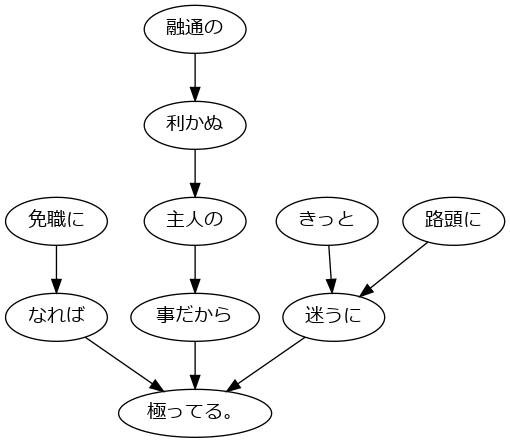 融通の
利かぬ
免職に
主人の
きっと
路頭に
なれば
事だから
迷うに
極ってる。